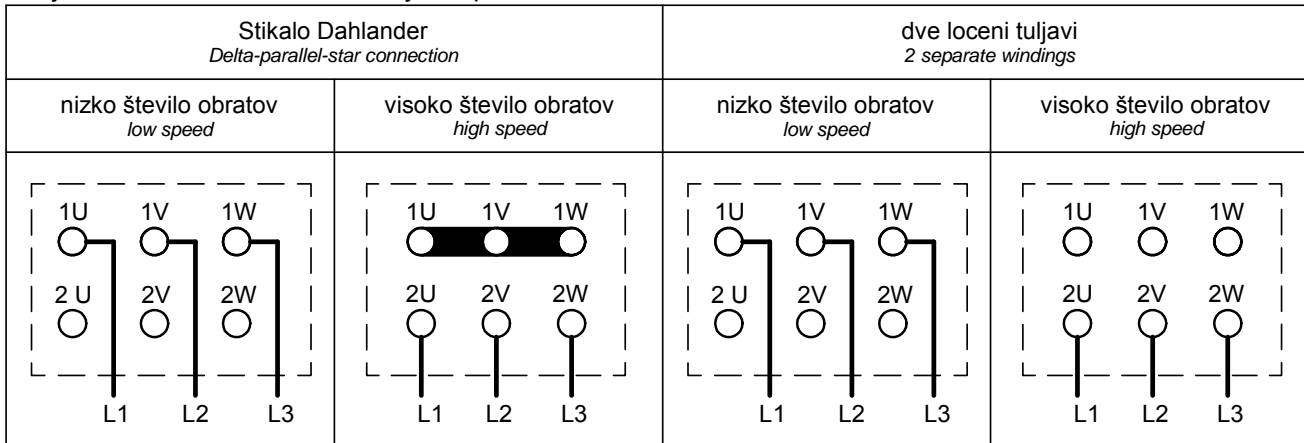 Stikalo Dahlander
Delta-parallel-star connection
dve loceni tuljavi
2 separate windings
nizko število obratov
low speed
visoko število obratov
high speed
nizko število obratov
low speed
visoko število obratov
high speed
1U 1V 1W
2 U 2V 2W
L1 L2 L3
1U 1V 1W
2U 2V 2W
L1 L2 L3
1U 1V 1W
2 U 2V 2W
L1 L2 L3
1U 1V 1W
2U 2V 2W
L1 L2 L3